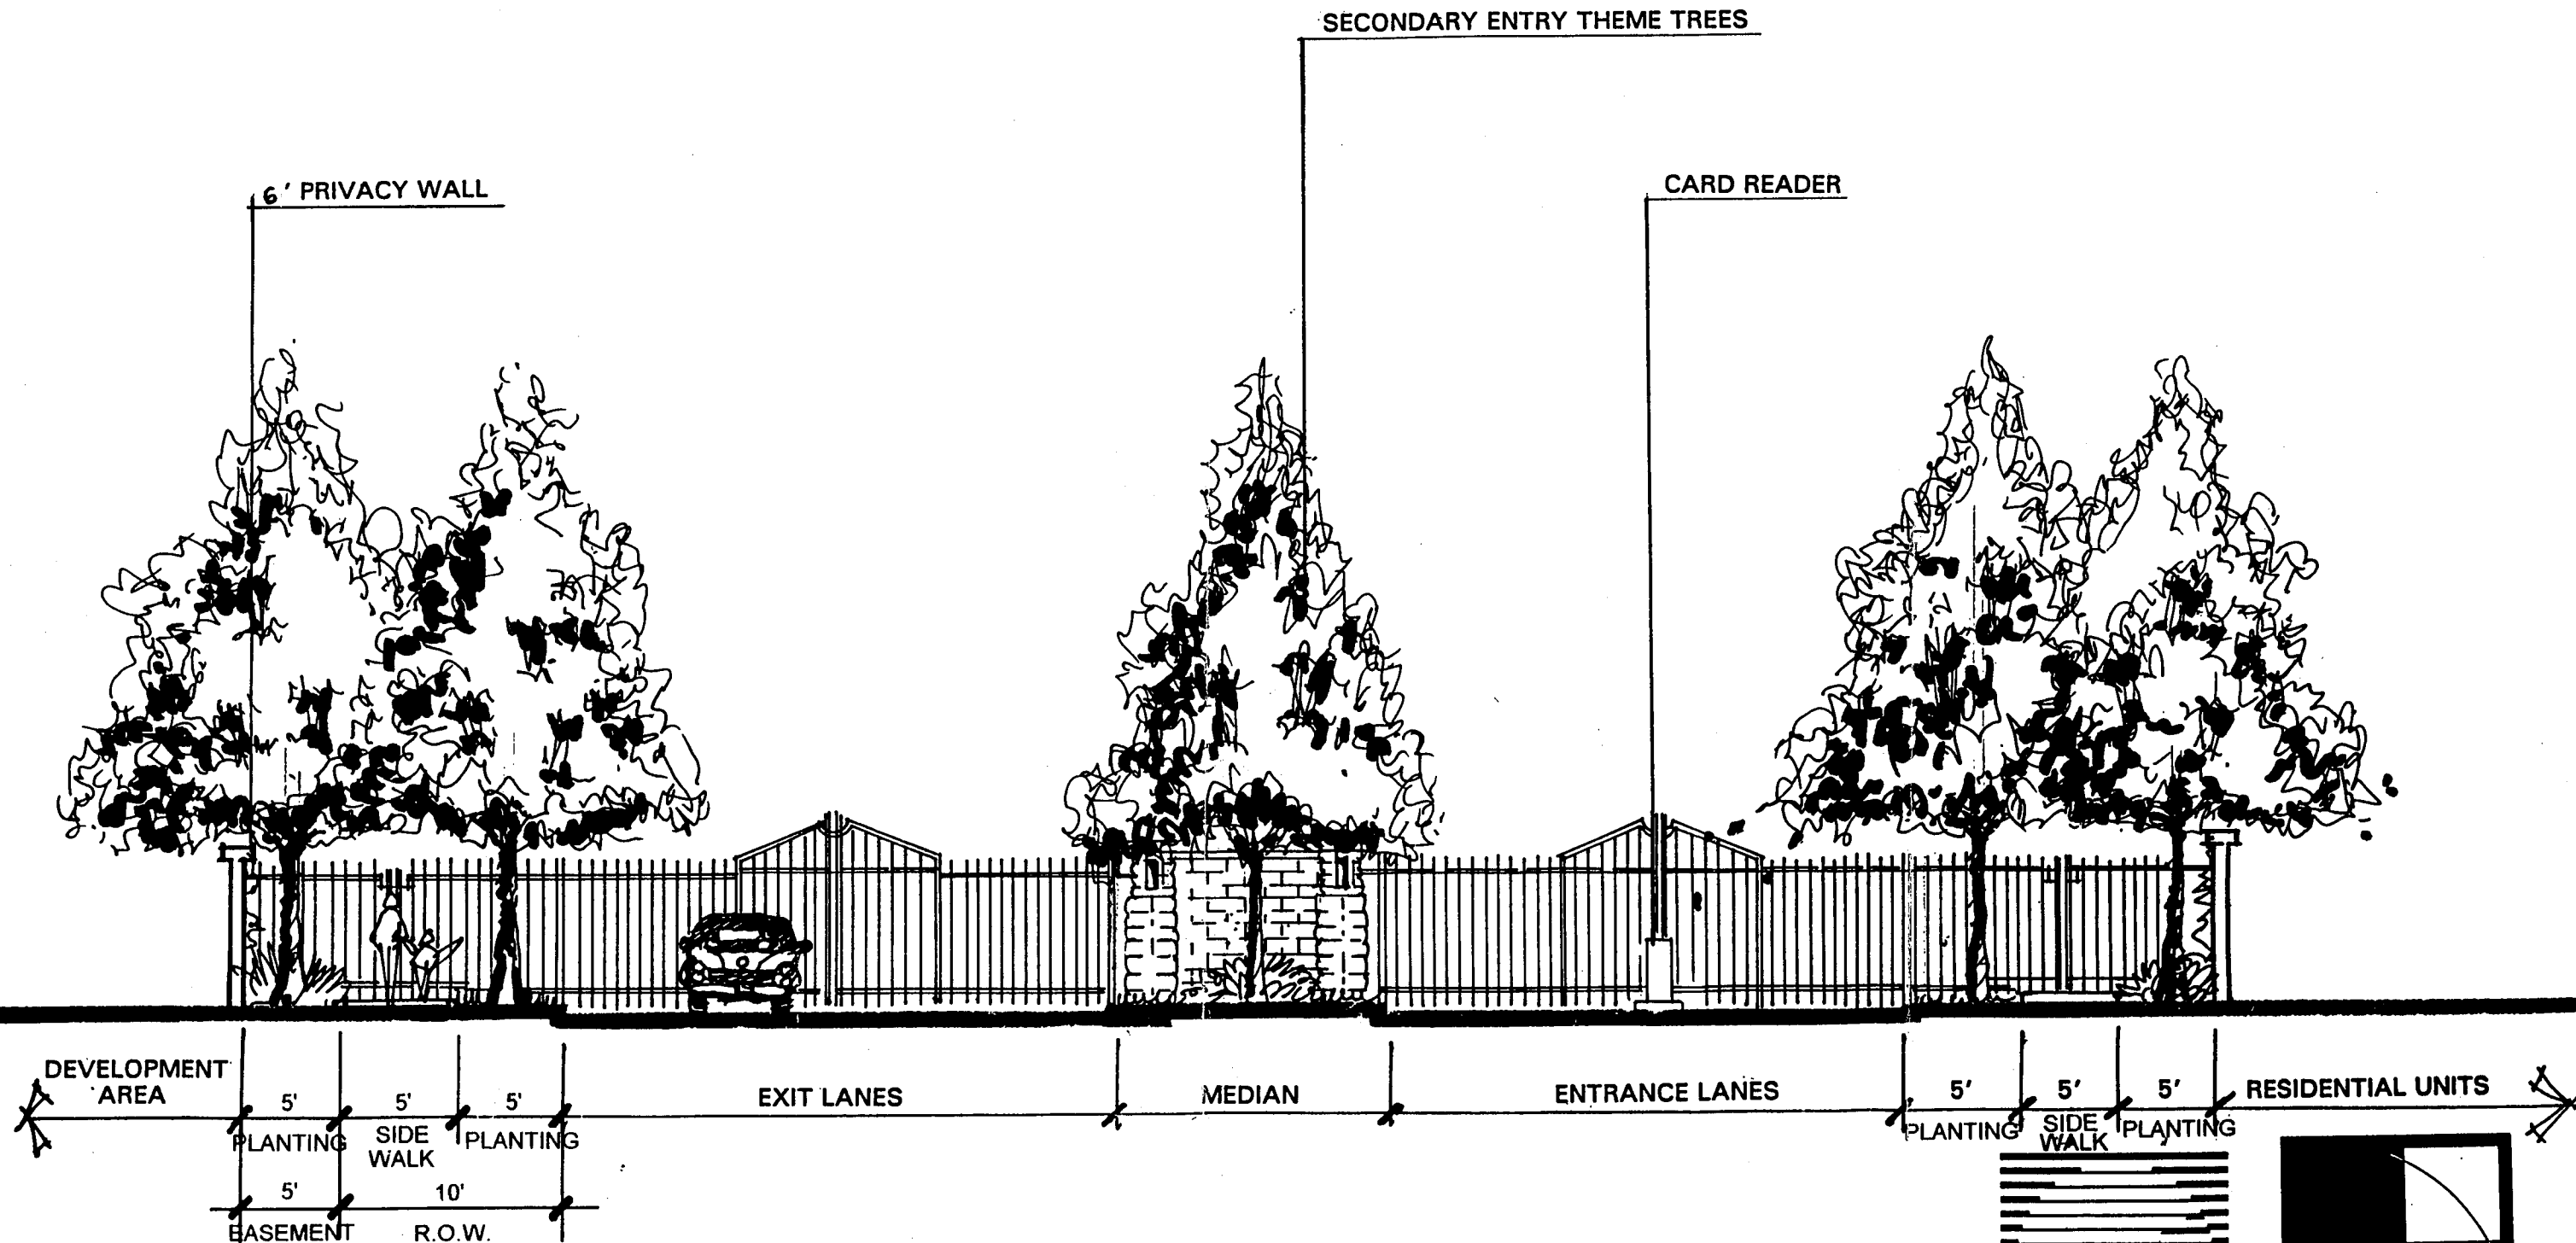 SECONDARY ENTRY THEME TREES
6' PRIVACY WALL
CARD READER
DEVELOPMENT
AREA
5'
PLANTING
5'
SIDE
WALK
5'
PLANTING
EXIT LANES
MEDIAN
ENTRANCE LANES
5'
PLANTING
5'
SIDE
WALK
5'
PLANTING
RESIDENTIAL UNITS
5'
EASEMENT
10'
R.O.W.